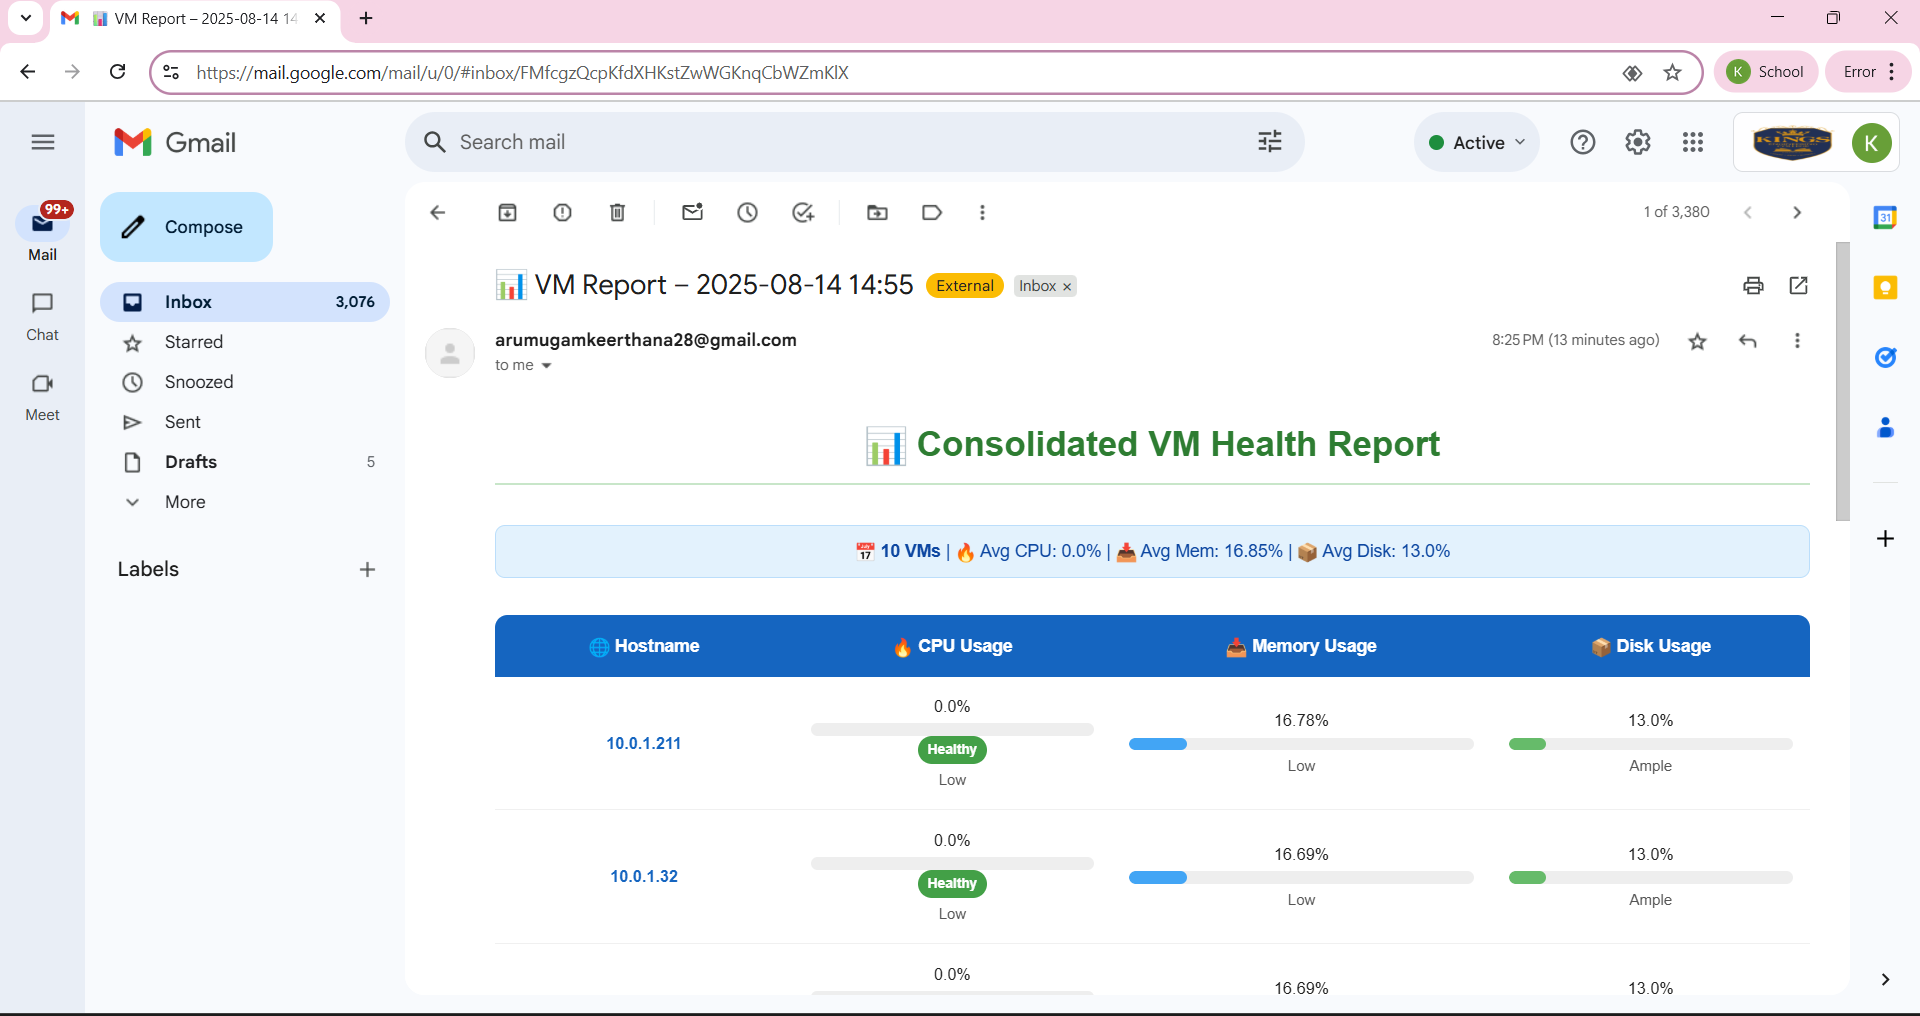 VM Report – 2025-08-14 14
https://mail.google.com/mail/u/0/#inbox/FMfcgzQcpKfdXHKstZwWGKnqCbWZmKlX
K School
Error
Gmail
Search mail
Active
KINGS
K
99+
Mail
Chat
Meet
Compose
Inbox 3,076
Starred
Snoozed
Sent
Drafts 5
More
Labels
1 of 3,380
31
VM Report – 2025-08-14 14:55 External Inbox ×
arumugamkeerthana28@gmail.com
8:25 PM (13 minutes ago)
to me
Consolidated VM Health Report
10 VMs | Avg CPU: 0.0% | Avg Mem: 16.85% | Avg Disk: 13.0%
Hostname CPU Usage Memory Usage Disk Usage
10.0.1.211
0.0%
Healthy
Low
16.78%
Low
13.0%
Ample
10.0.1.32
0.0%
Healthy
Low
16.69%
Low
13.0%
Ample
0.0%
16.69%
13.0%